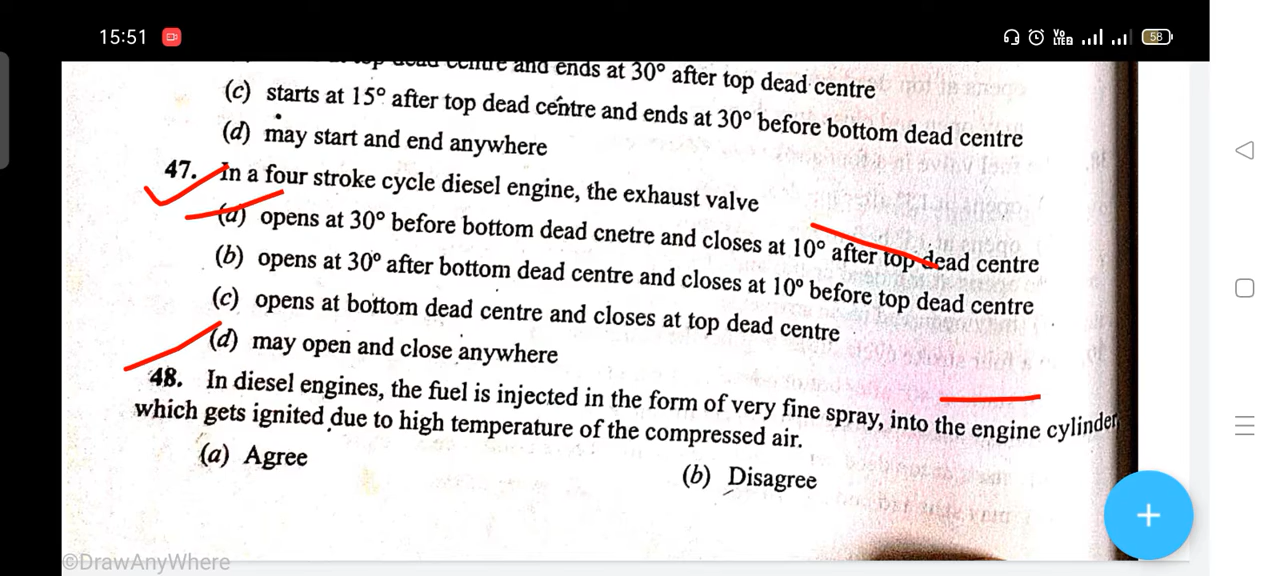 15:51
Vo
LTE2
58
top dead centre and ends at 30° after top dead centre
(c) starts at 15° after top dead centre and ends at 30° before bottom dead centre
(d) may start and end anywhere
47. In a four stroke cycle diesel engine, the exhaust valve
(a) opens at 30° before bottom dead cnetre and closes at 10° after top dead centre
(b) opens at 30° after bottom dead centre and closes at 10° before top dead centre
(c) opens at bottom dead centre and closes at top dead centre
(d) may open and close anywhere
48. In diesel engines, the fuel is injected in the form of very fine spray, into the engine cylinder,
which gets ignited due to high temperature of the compressed air.
(a) Agree
(b) Disagree
©DrawAnyWhere